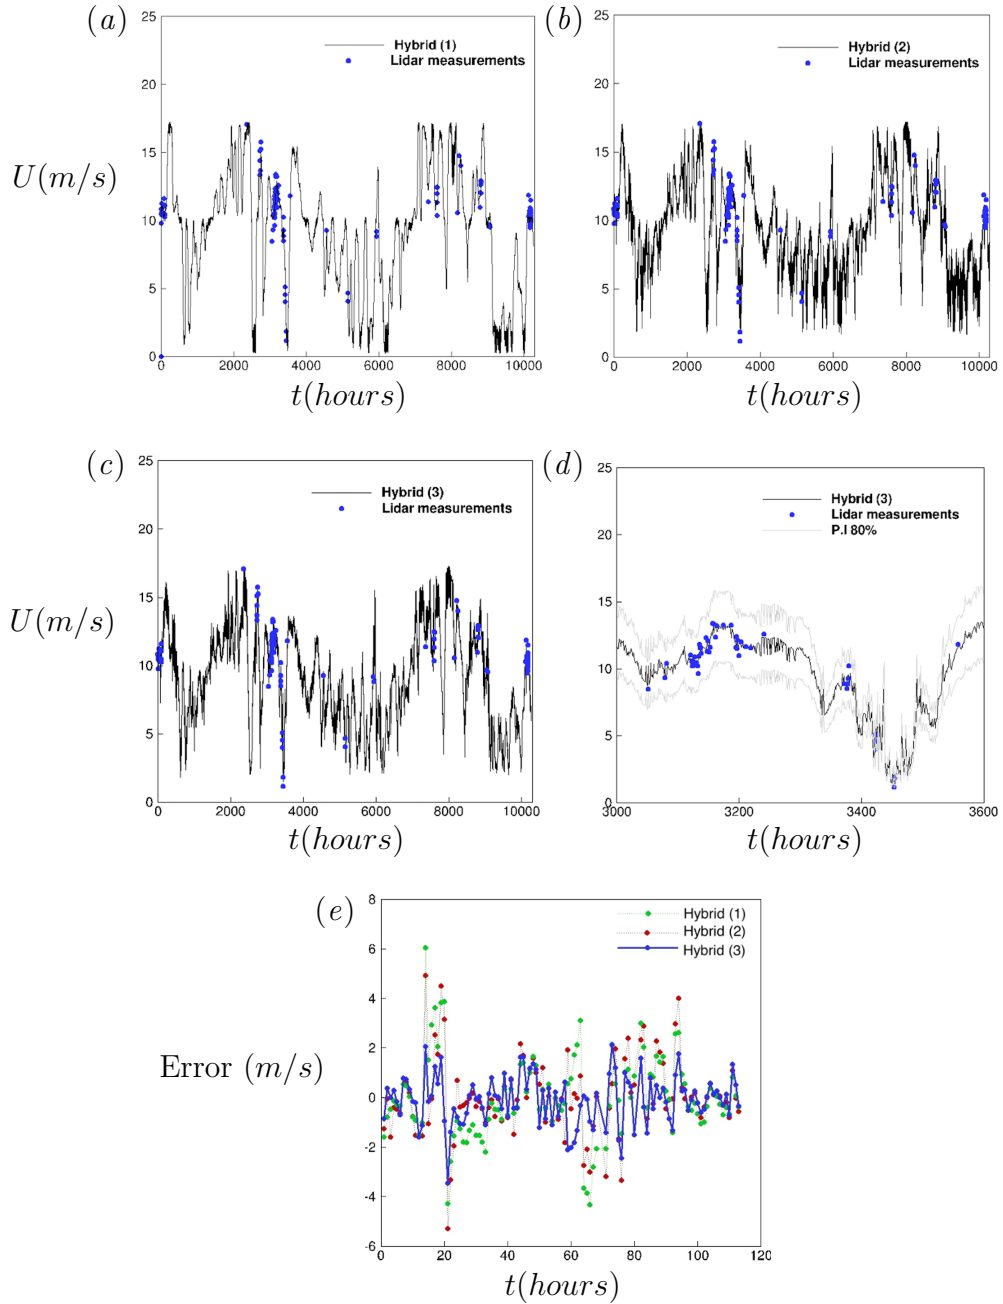 (a)
25
20
15
10
5
0
0 2000 4000 6000 8000 10000
Hybrid (1)
Lidar measurements
U(m/s)
t(hours)
(b)
25
20
15
10
5
0
0 2000 4000 6000 8000 10000
Hybrid (2)
Lidar measurements
t(hours)
(c)
25
20
15
10
5
0
0 2000 4000 6000 8000 10000
Hybrid (3)
Lidar measurements
U(m/s)
t(hours)
(d)
25
20
15
10
5
0
3000 3200 3400 3600
Hybrid (3)
Lidar measurements
P.I 80%
t(hours)
(e)
8
6
4
2
0
-2
-4
-6
0 20 40 60 80 100 120
Hybrid (1)
Hybrid (2)
Hybrid (3)
Error (m/s)
t(hours)